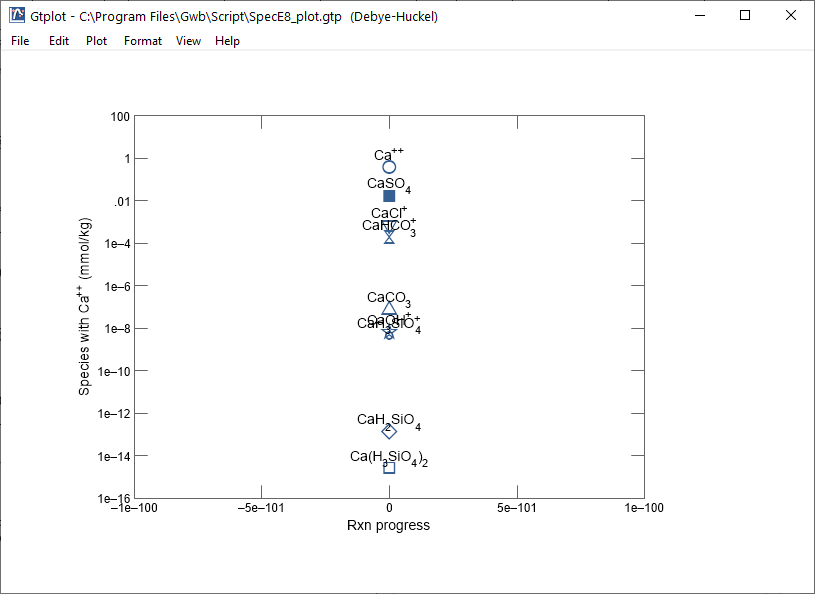 Gtplot - C:\Program Files\Gwb\Script\SpecE8_plot.gtp (Debye-Huckel)
File Edit Plot Format View Help
100
1
.01
1e–4
1e–6
1e–8
1e–10
1e–12
1e–14
1e–16
Species with Ca++ (mmol/kg)
Ca++
CaSO4
CaCl+
CaHCO3+
CaCO3
CaOH+
CaH3SiO4+
CaH2SiO4
Ca(H3SiO4)2
–1e–100 –5e–101 0 5e–101 1e–100
Rxn progress